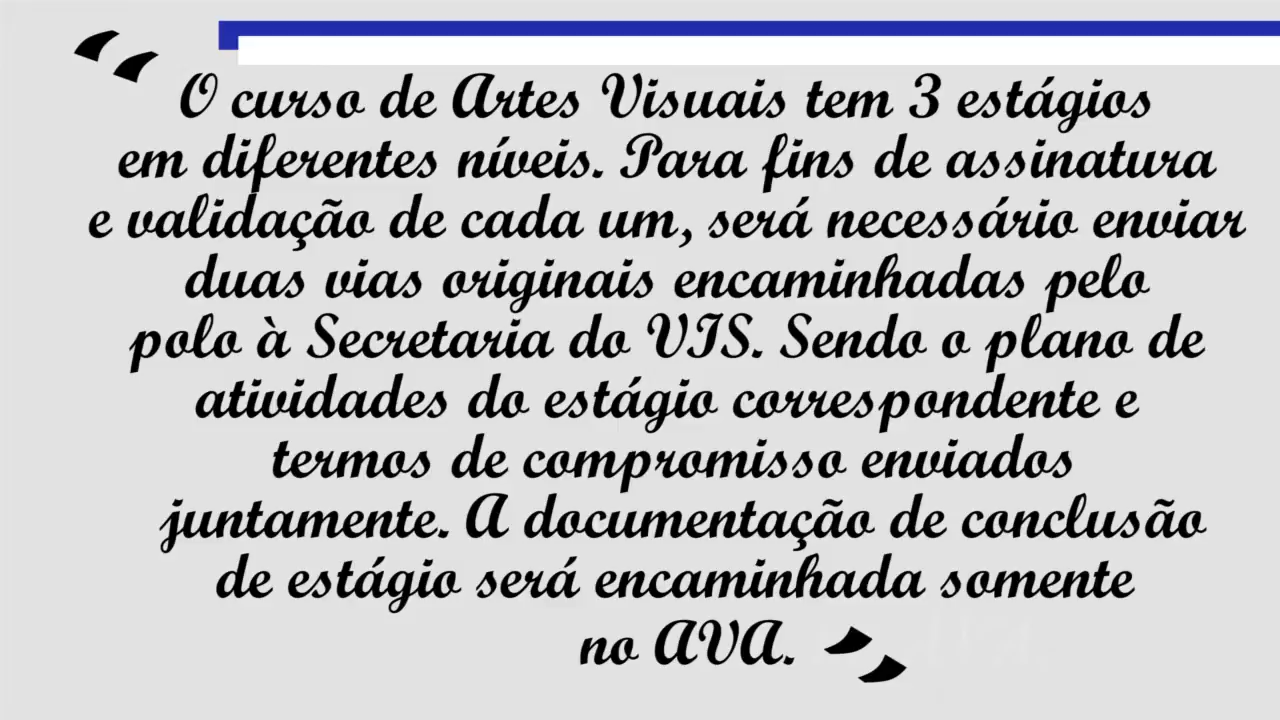 “
O curso de Artes Visuais tem 3 estágios
em diferentes níveis. Para fins de assinatura
e validação de cada um, será necessário enviar
duas vias originais encaminhadas pelo
polo à Secretaria do VIS. Sendo o plano de
atividades do estágio correspondente e
termos de compromisso enviados
juntamente. A documentação de conclusão
de estágio será encaminhada somente
no AVA. ”